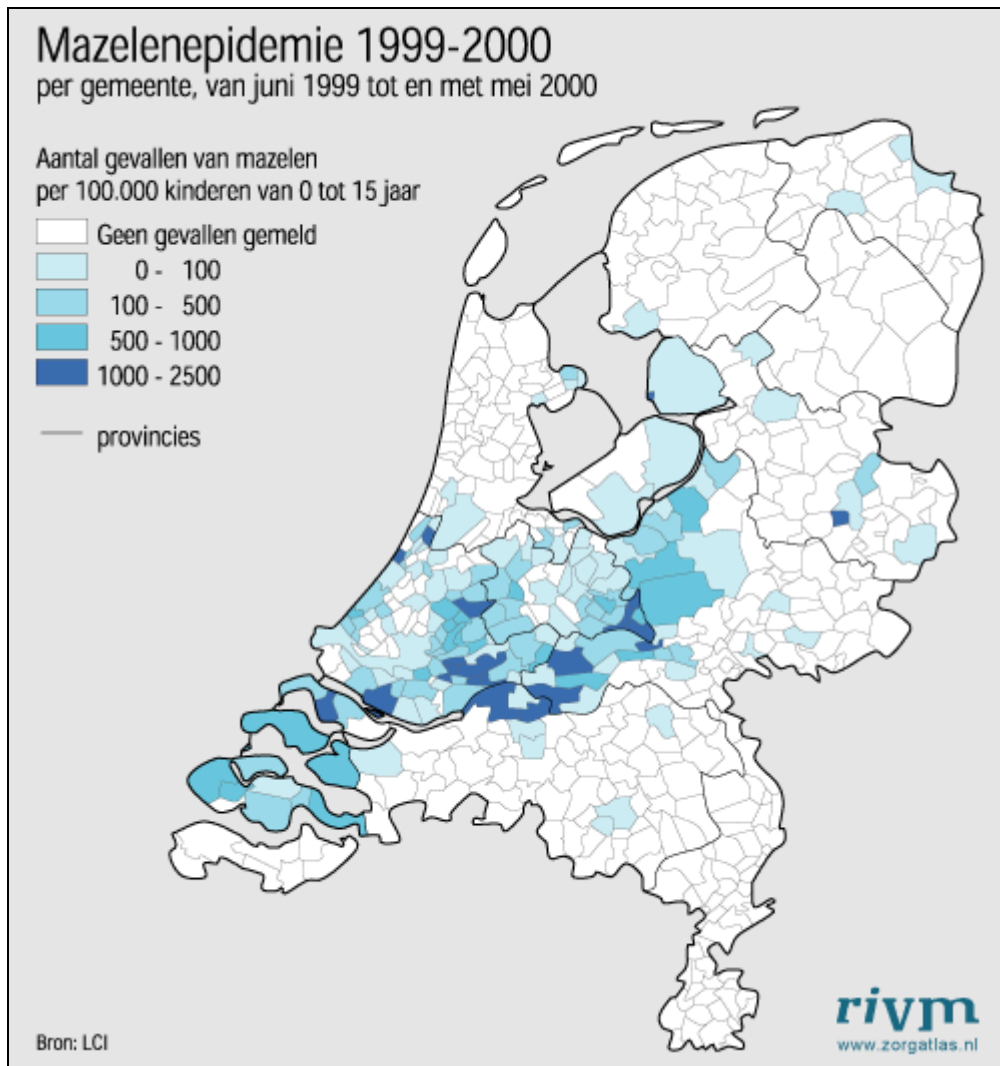 Mazelenepidemie 1999-2000
per gemeente, van juni 1999 tot en met mei 2000
Aantal gevallen van mazelen
per 100.000 kinderen van 0 tot 15 jaar
Geen gevallen gemeld
0 - 100
100 - 500
500 - 1000
1000 - 2500
provincies
Bron: LCI
rivm
www.zorgatlas.nl